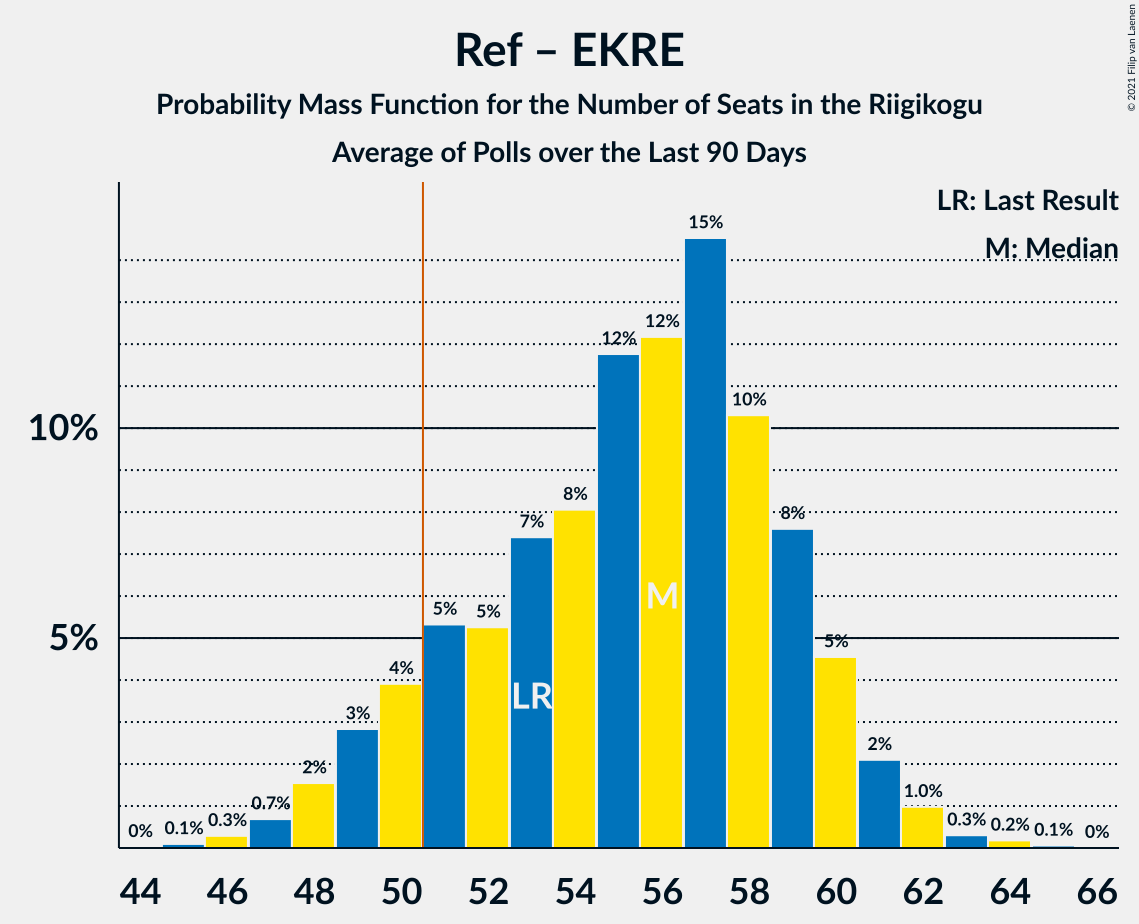 Ref – EKRE
Probability Mass Function for the Number of Seats in the Riigikogu
Average of Polls over the Last 90 Days
© 2021 Filip van Laenen
LR: Last Result
M: Median
10%
5%
0%
0.1%
0.3%
0.7%
2%
3%
4%
5%
5%
7%
8%
12%
12%
15%
10%
8%
5%
2%
1.0%
0.3%
0.2%
0.1%
0%
LR
M
44 46 48 50 52 54 56 58 60 62 64 66